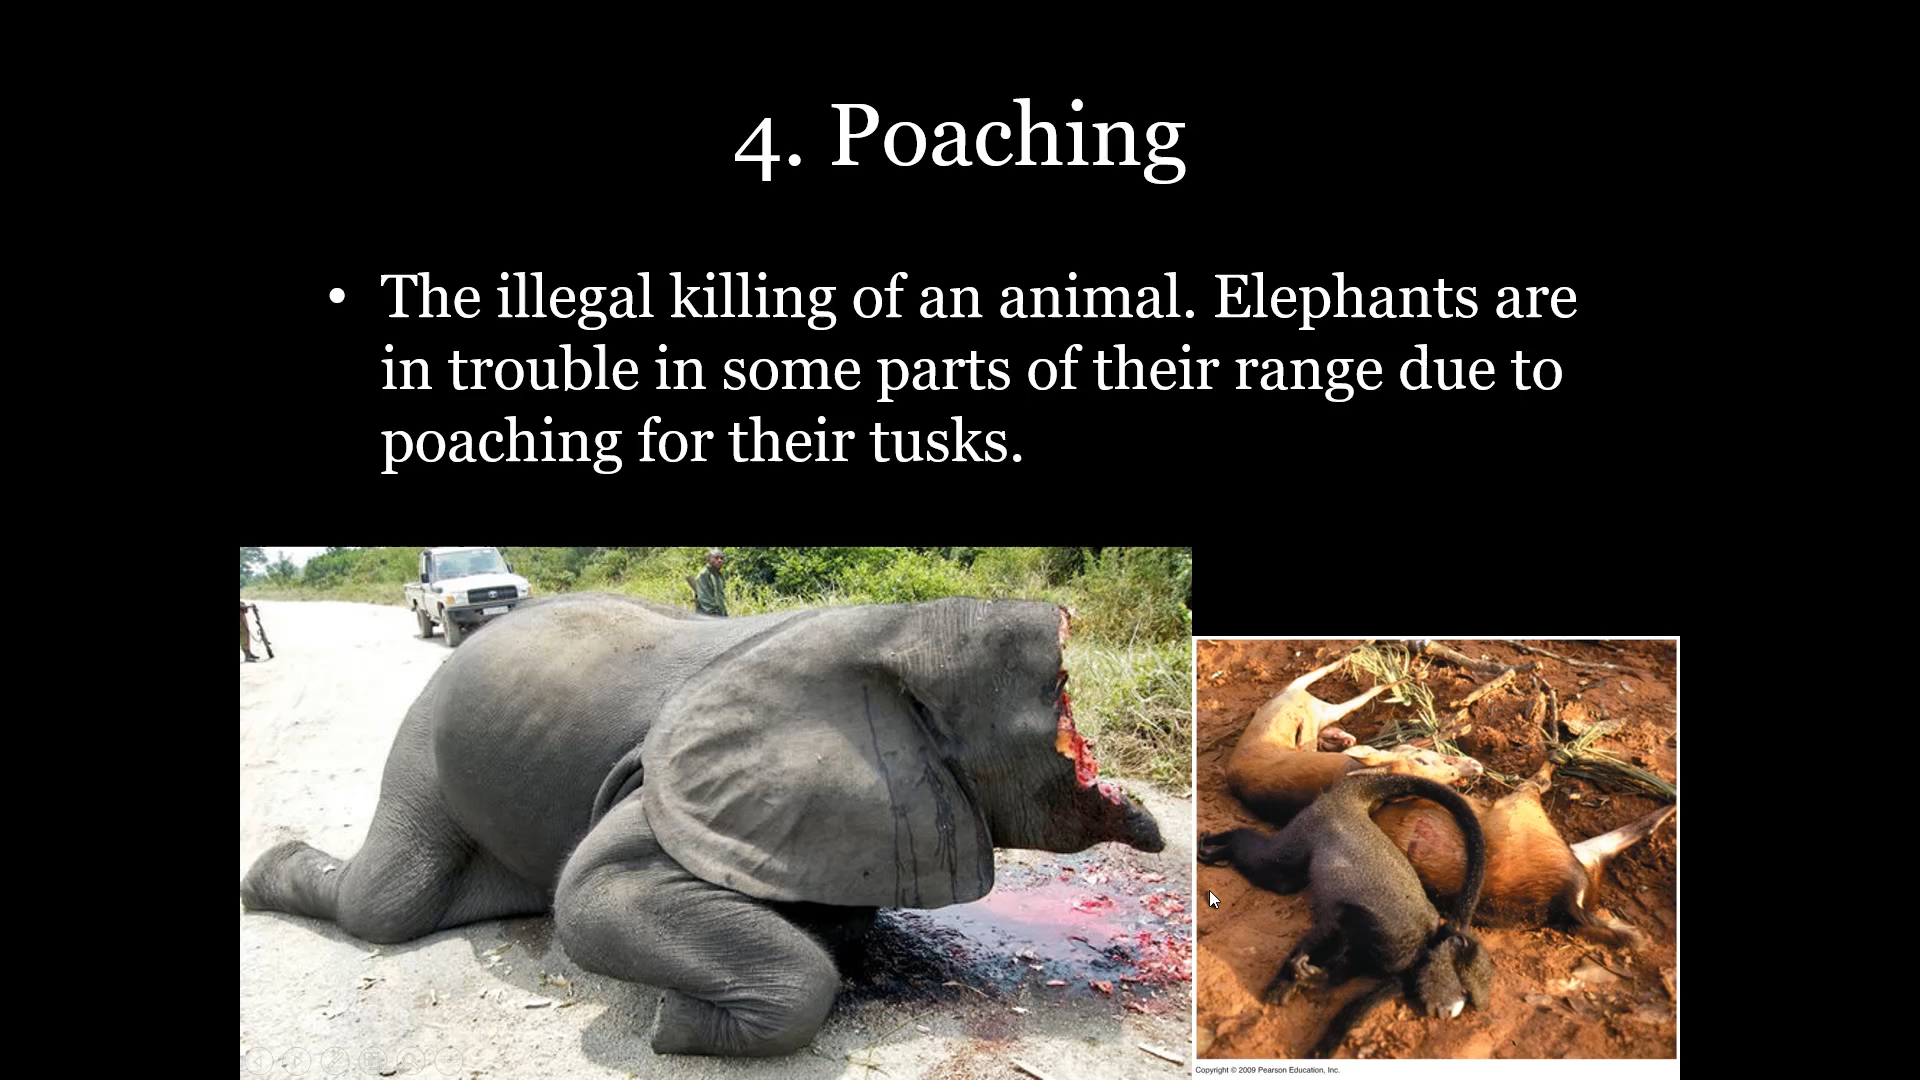 4. Poaching
• The illegal killing of an animal. Elephants are
in trouble in some parts of their range due to
poaching for their tusks.
Copyright © 2009 Pearson Education, Inc.